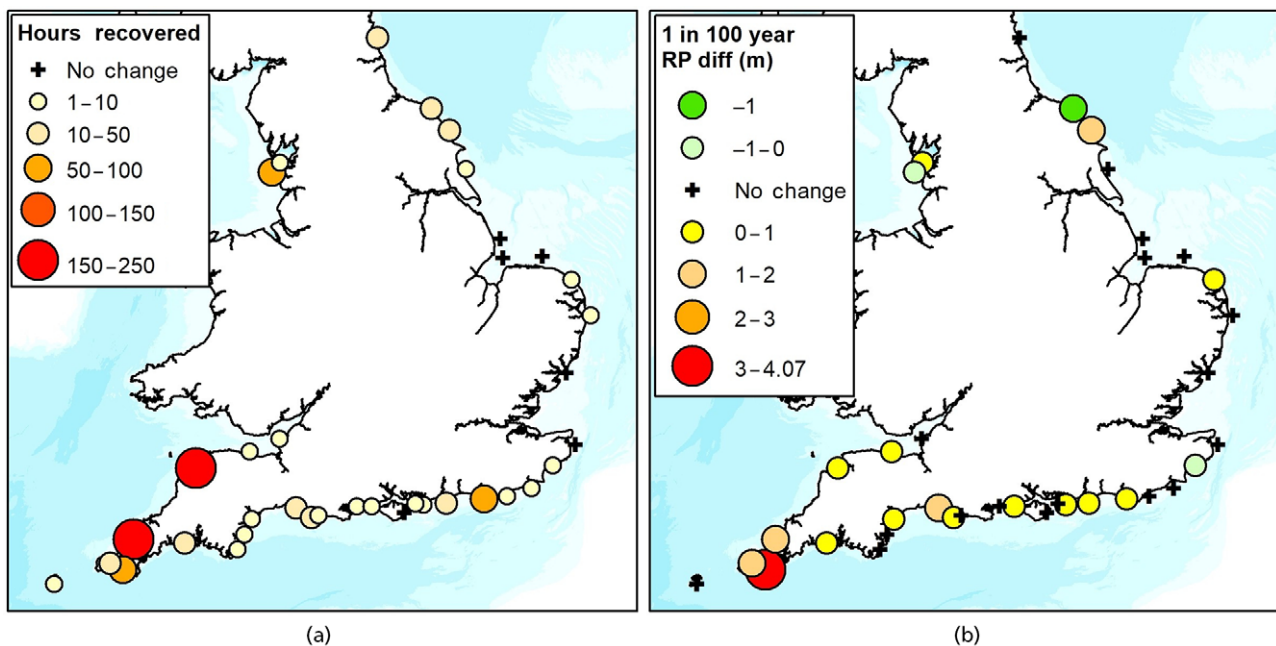 Hours recovered
No change
1–10
10–50
50–100
100–150
150–250
(a)
1 in 100 year
RP diff (m)
–1
–1–0
No change
0–1
1–2
2–3
3–4.07
(b)